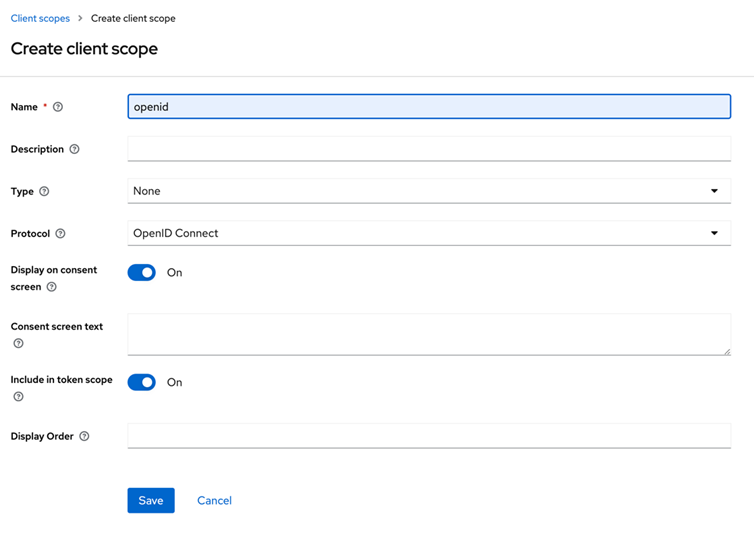 Client scopes > Create client scope
Create client scope
Name *
openid
Description
Type
None
Protocol
OpenID Connect
Display on consent
screen
On
Consent screen text
Include in token scope
On
Display Order
Save Cancel